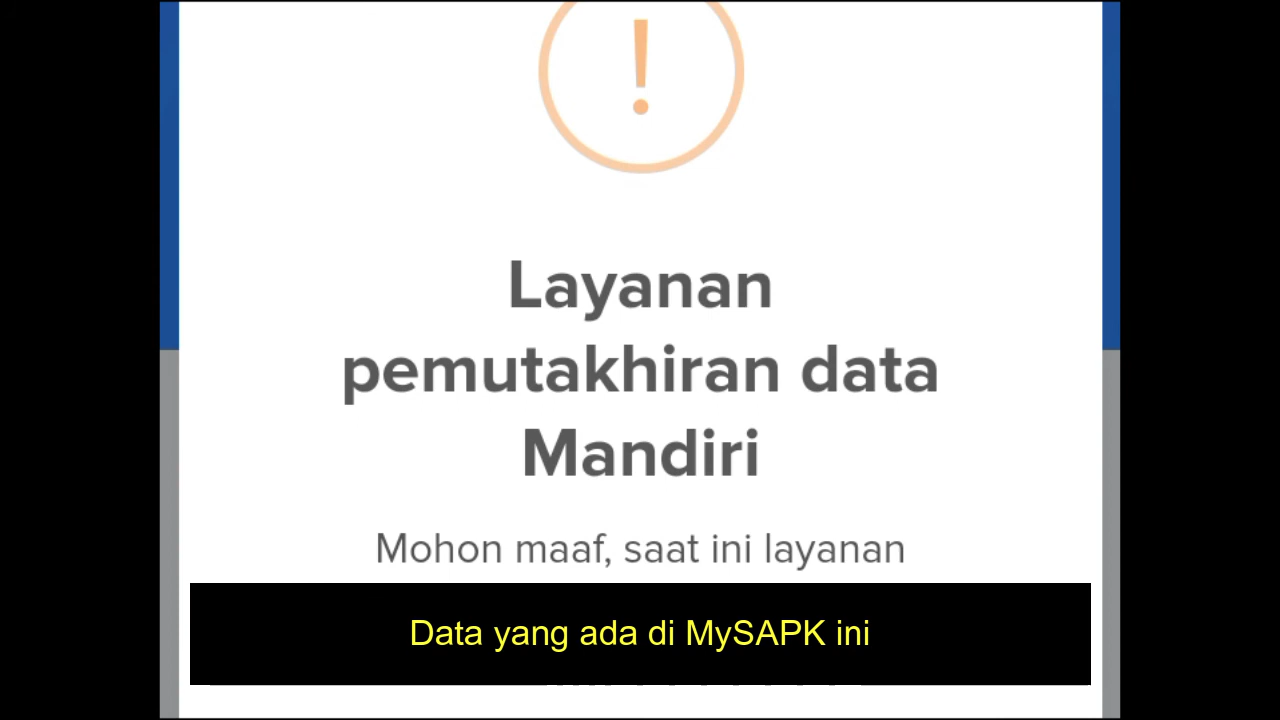 Layanan
pemutakhiran data
Mandiri
Mohon maaf, saat ini layanan
Data yang ada di MySAPK ini